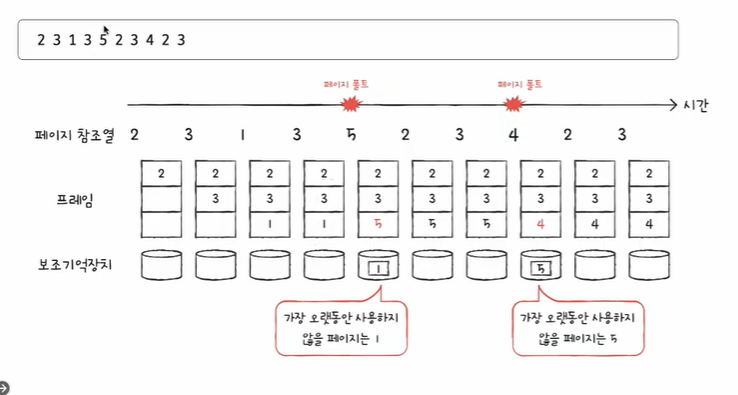 2 3 1 3 5 2 3 4 2 3
페이지 폴트 페이지 폴트
시간
페이지 참조열 2 3 1 3 5 2 3 4 2 3
2 2 2 2 2 2 2 2 2 2
프레임 3 3 3 3 3 3 3 3 3
1 1 5 5 5 4 4 4
보조기억장치 1 5
가장 오랫동안 사용하지
않을 페이지는 1
가장 오랫동안 사용하지
않을 페이지는 5